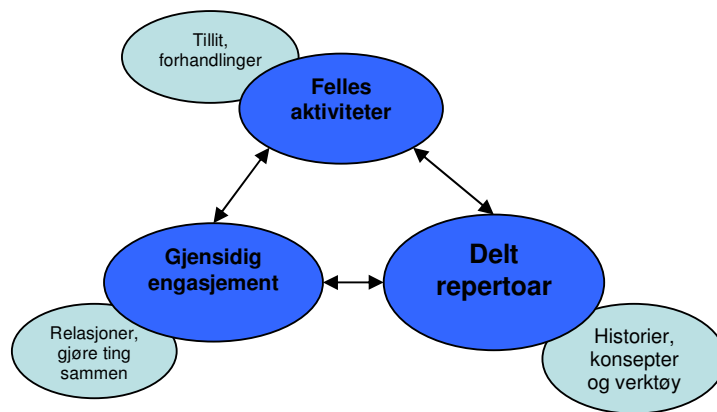 Tillit,
forhandlinger
Felles
aktiviteter
Gjensidig
engasjement
Delt
repertoar
Relasjoner,
gjøre ting
sammen
Historier,
konsepter
og verktøy